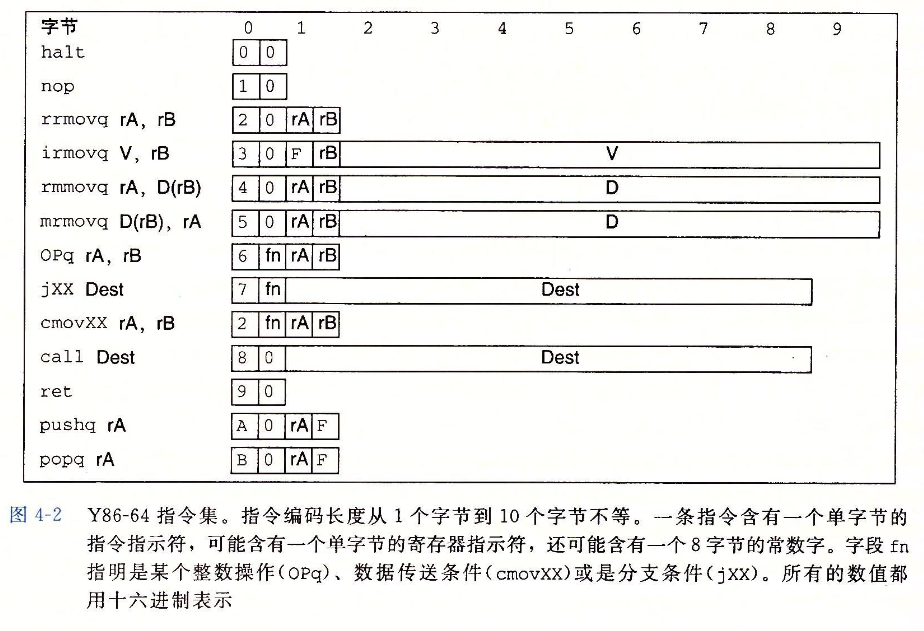 字节 0 1 2 3 4 5 6 7 8 9
halt 0 0
nop 1 0
rrmovq rA, rB 2 0 rA rB
irmovq V, rB 3 0 F rB V
rmmovq rA, D(rB) 4 0 rA rB D
mrmovq D(rB), rA 5 0 rA rB D
OPq rA, rB 6 fn rA rB
jXX Dest 7 fn Dest
cmovXX rA, rB 2 fn rA rB
call Dest 8 0 Dest
ret 9 0
pushq rA A 0 rA F
popq rA B 0 rA F
图 4-2 Y86-64 指令集。指令编码长度从 1 个字节到 10 个字节不等。一条指令含有一个单字节的
指令指示符，可能含有一个单字节的寄存器指示符，还可能含有一个 8 字节的常数字。字段 fn
指明是某个整数操作(OPq)、数据传送条件(cmovXX)或是分支条件(jXX)。所有的数值都
用十六进制表示